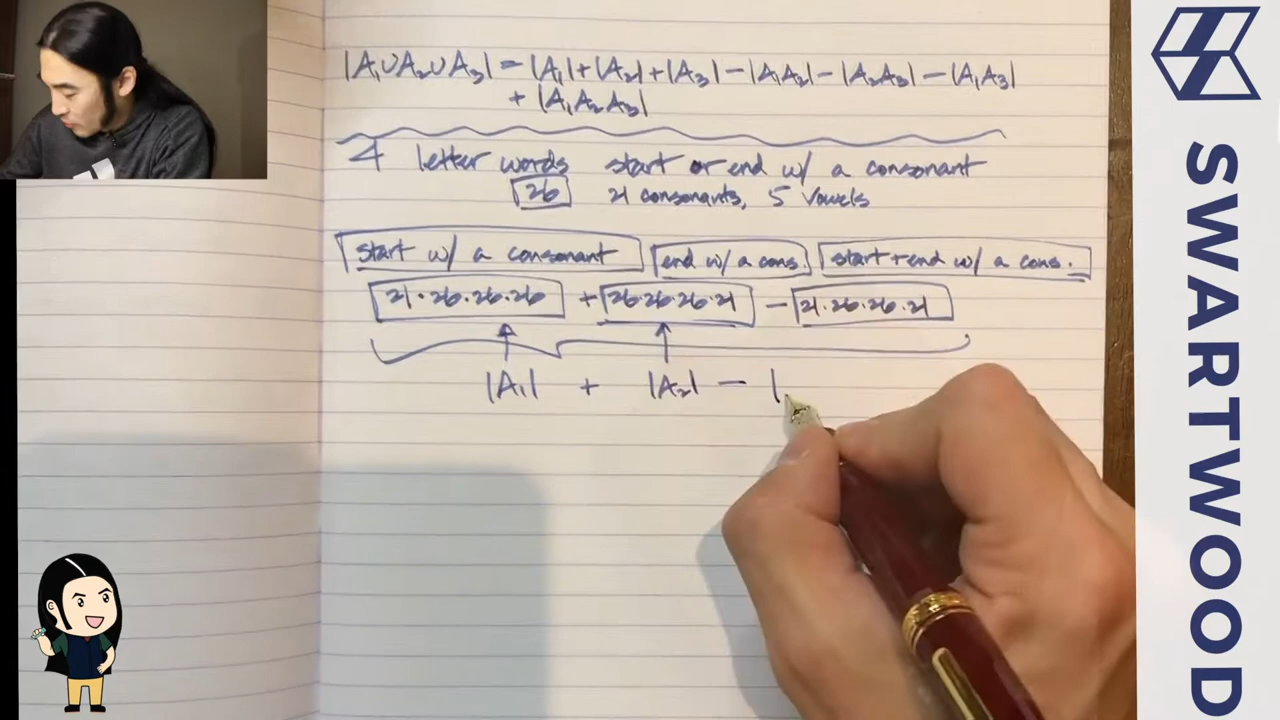 |A₁∪A₂∪A₃| = |A₁|+|A₂|+|A₃|-|A₁A₂|-|A₂A₃|-|A₁A₃|
+ |A₁A₂A₃|
4 letter words start or end w/ a consonant
26 21 consonants, 5 vowels
start w/ a consonant end w/ a cons. start + end w/ a cons.
21·26·26·26 + 26·26·26·21 - 21·26·26·21
|A₁| + |A₂| - |
SWARTWOOD